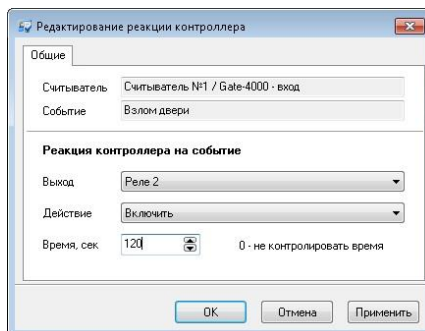 Редактирование реакции контроллера
Общие
Считыватель Считыватель №1 / Gate-4000 - вход
Событие Взлом двери
Реакция контроллера на событие
Выход Реле 2
Действие Включить
Время, сек 120 0 - не контролировать время
OK Отмена Применить